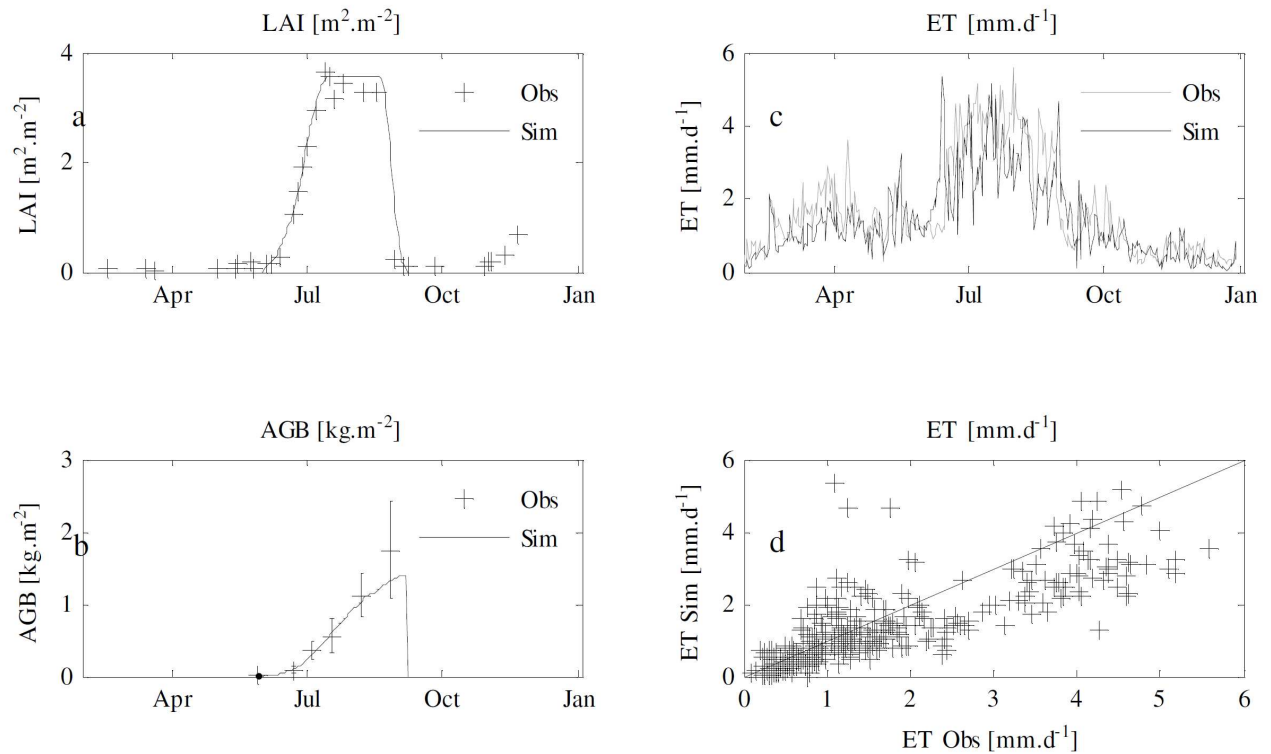 LAI [m².m⁻²]
LAI [m².m⁻²]
4
2
0
a
Obs
Sim
Apr
Jul
Oct
Jan
ET [mm.d⁻¹]
ET [mm.d⁻¹]
6
4
2
0
c
Obs
Sim
Apr
Jul
Oct
Jan
AGB [kg.m⁻²]
AGB [kg.m⁻²]
3
2
1
0
b
Obs
Sim
Apr
Jul
Oct
Jan
ET [mm.d⁻¹]
ET Sim [mm.d⁻¹]
6
4
2
0
d
0
1
2
3
4
5
6
ET Obs [mm.d⁻¹]